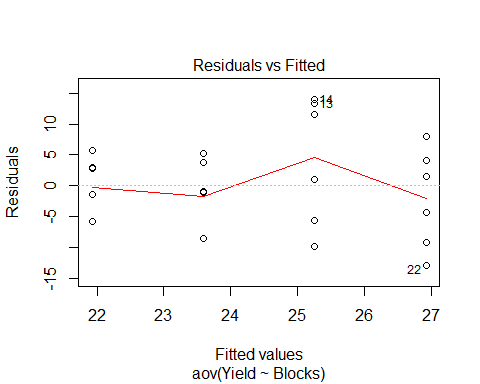 Residuals vs Fitted
Residuals
10
5
0
-5
-15
14
13
22
22 23 24 25 26 27
Fitted values
aov(Yield ~ Blocks)